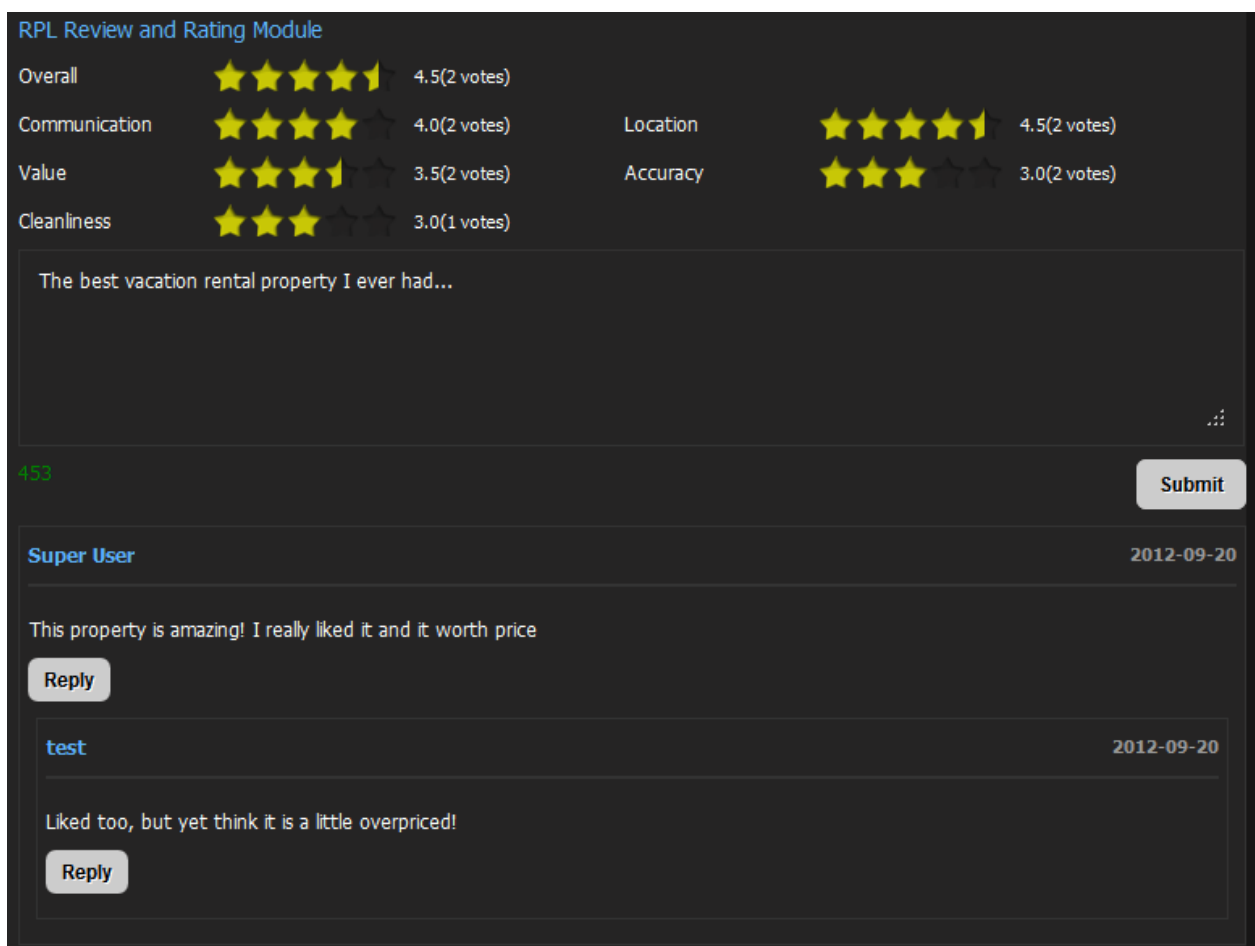 RPL Review and Rating Module
Overall 4.5(2 votes)
Communication 4.0(2 votes) Location 4.5(2 votes)
Value 3.5(2 votes) Accuracy 3.0(2 votes)
Cleanliness 3.0(1 votes)
The best vacation rental property I ever had...
453
Submit
Super User 2012-09-20
This property is amazing! I really liked it and it worth price
Reply
test 2012-09-20
Liked too, but yet think it is a little overpriced!
Reply